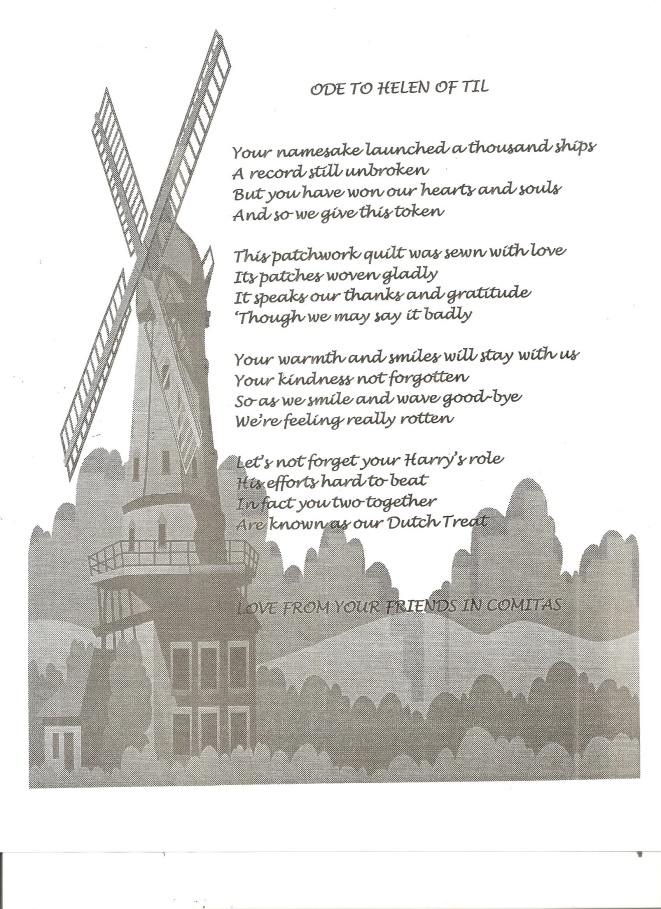 ODE TO HELEN OF TIL
Your namesake launched a thousand ships
A record still unbroken
But you have won our hearts and souls
And so we give this token
This patchwork quilt was sewn with love
Its patches woven gladly
It speaks our thanks and gratitude
'Though we may say it badly
Your warmth and smiles will stay with us
Your kindness not forgotten
So as we smile and wave good-bye
We're feeling really rotten
Let's not forget your Harry's role
His efforts hard to beat
In fact you two together
Are known as our Dutch Treat
LOVE FROM YOUR FRIENDS IN COMITAS